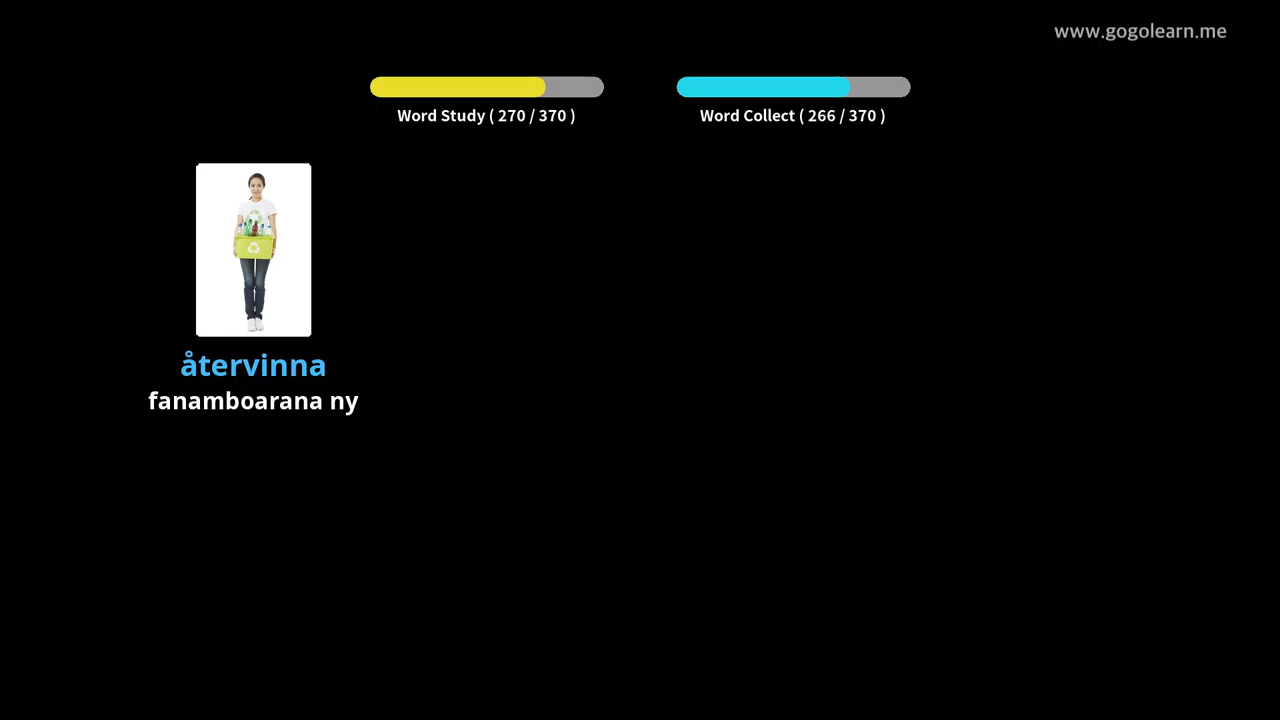 www.gogolearn.me
Word Study ( 270 / 370 )
Word Collect ( 266 / 370 )
återvinna
fanamboarana ny